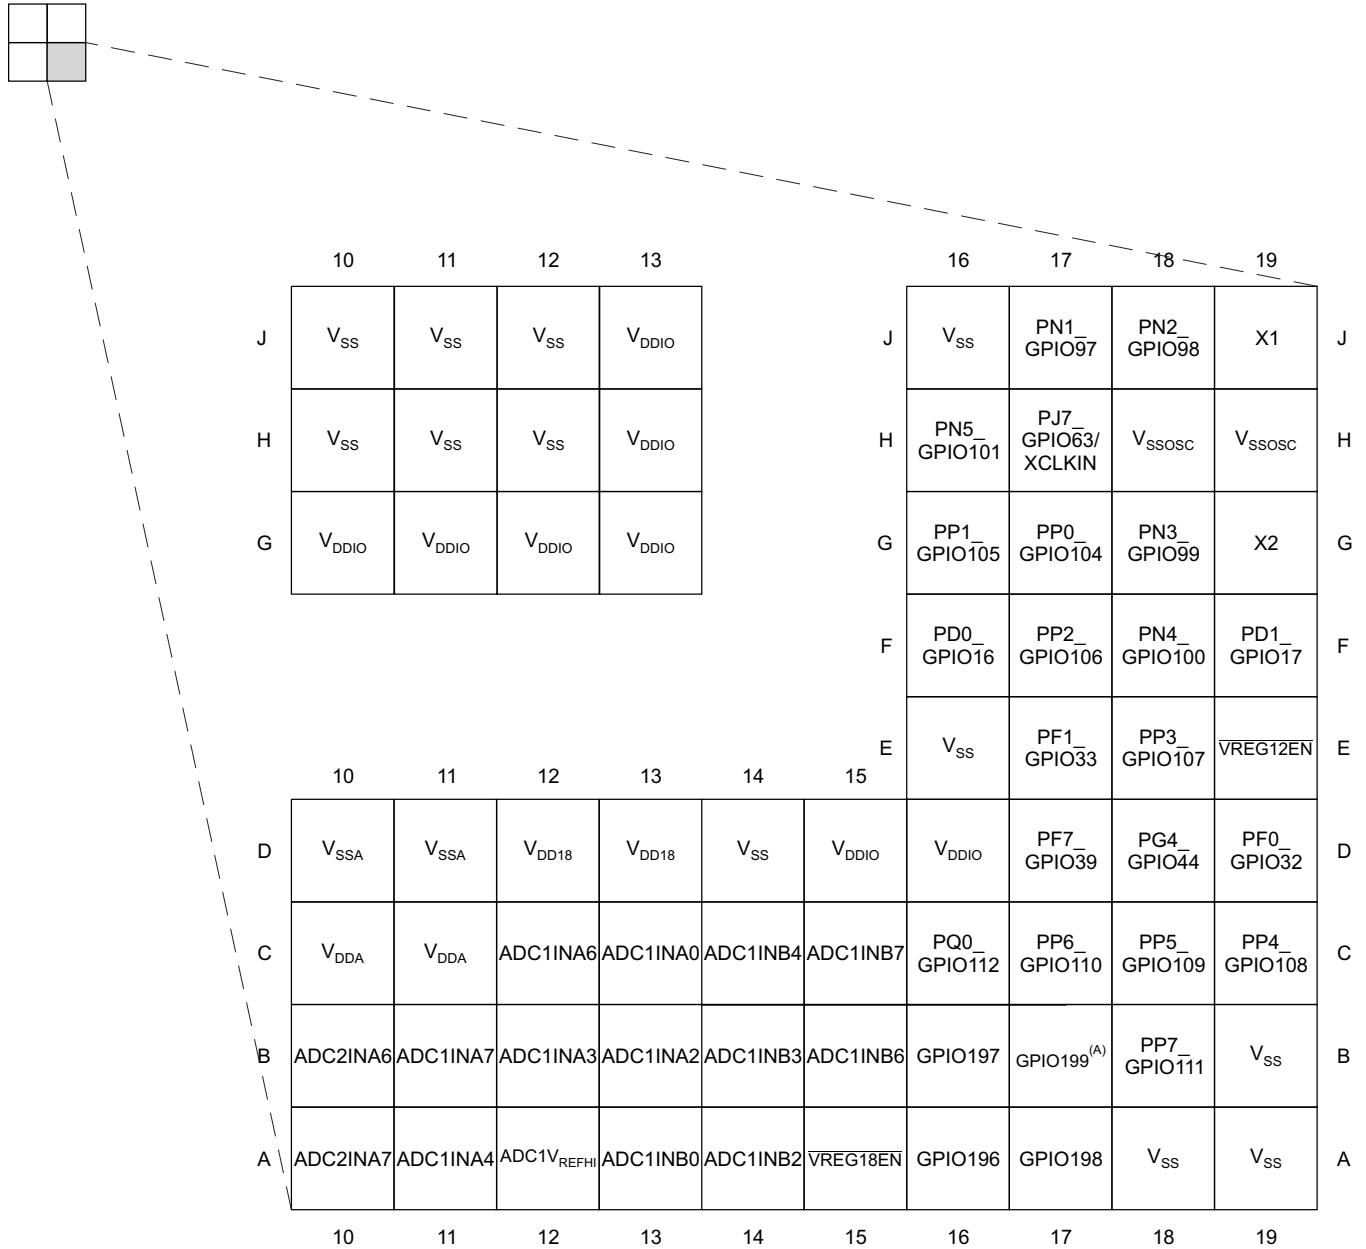 10 11 12 13 16 17 18 19
J VSS VSS VSS VDDIO J VSS PN1_ GPIO97 PN2_ GPIO98 X1 J
H VSS VSS VSS VDDIO H PN5_ GPIO101 PJ7_ GPIO63/ XCLKIN VSSOSC VSSOSC H
G VDDIO VDDIO VDDIO VDDIO G PP1_ GPIO105 PP0_ GPIO104 PN3_ GPIO99 X2 G
F PD0_ GPIO16 PP2_ GPIO106 PN4_ GPIO100 PD1_ GPIO17 F
E VSS PF1_ GPIO33 PP3_ GPIO107 VREG12EN E
10 11 12 13 14 15
D VSSA VSSA VDD18 VDD18 VSS VDDIO VDDIO PF7_ GPIO39 PG4_ GPIO44 PF0_ GPIO32 D
C VDDA VDDA ADC1INA6 ADC1INA0 ADC1INB4 ADC1INB7 PQ0_ GPIO112 PP6_ GPIO110 PP5_ GPIO109 PP4_ GPIO108 C
B ADC2INA6 ADC1INA7 ADC1INA3 ADC1INA2 ADC1INB3 ADC1INB6 GPIO197 GPIO199(A) PP7_ GPIO111 VSS B
A ADC2INA7 ADC1INA4 ADC1VREFHI ADC1INB0 ADC1INB2 VREG18EN GPIO196 GPIO198 VSS VSS A
10 11 12 13 14 15 16 17 18 19